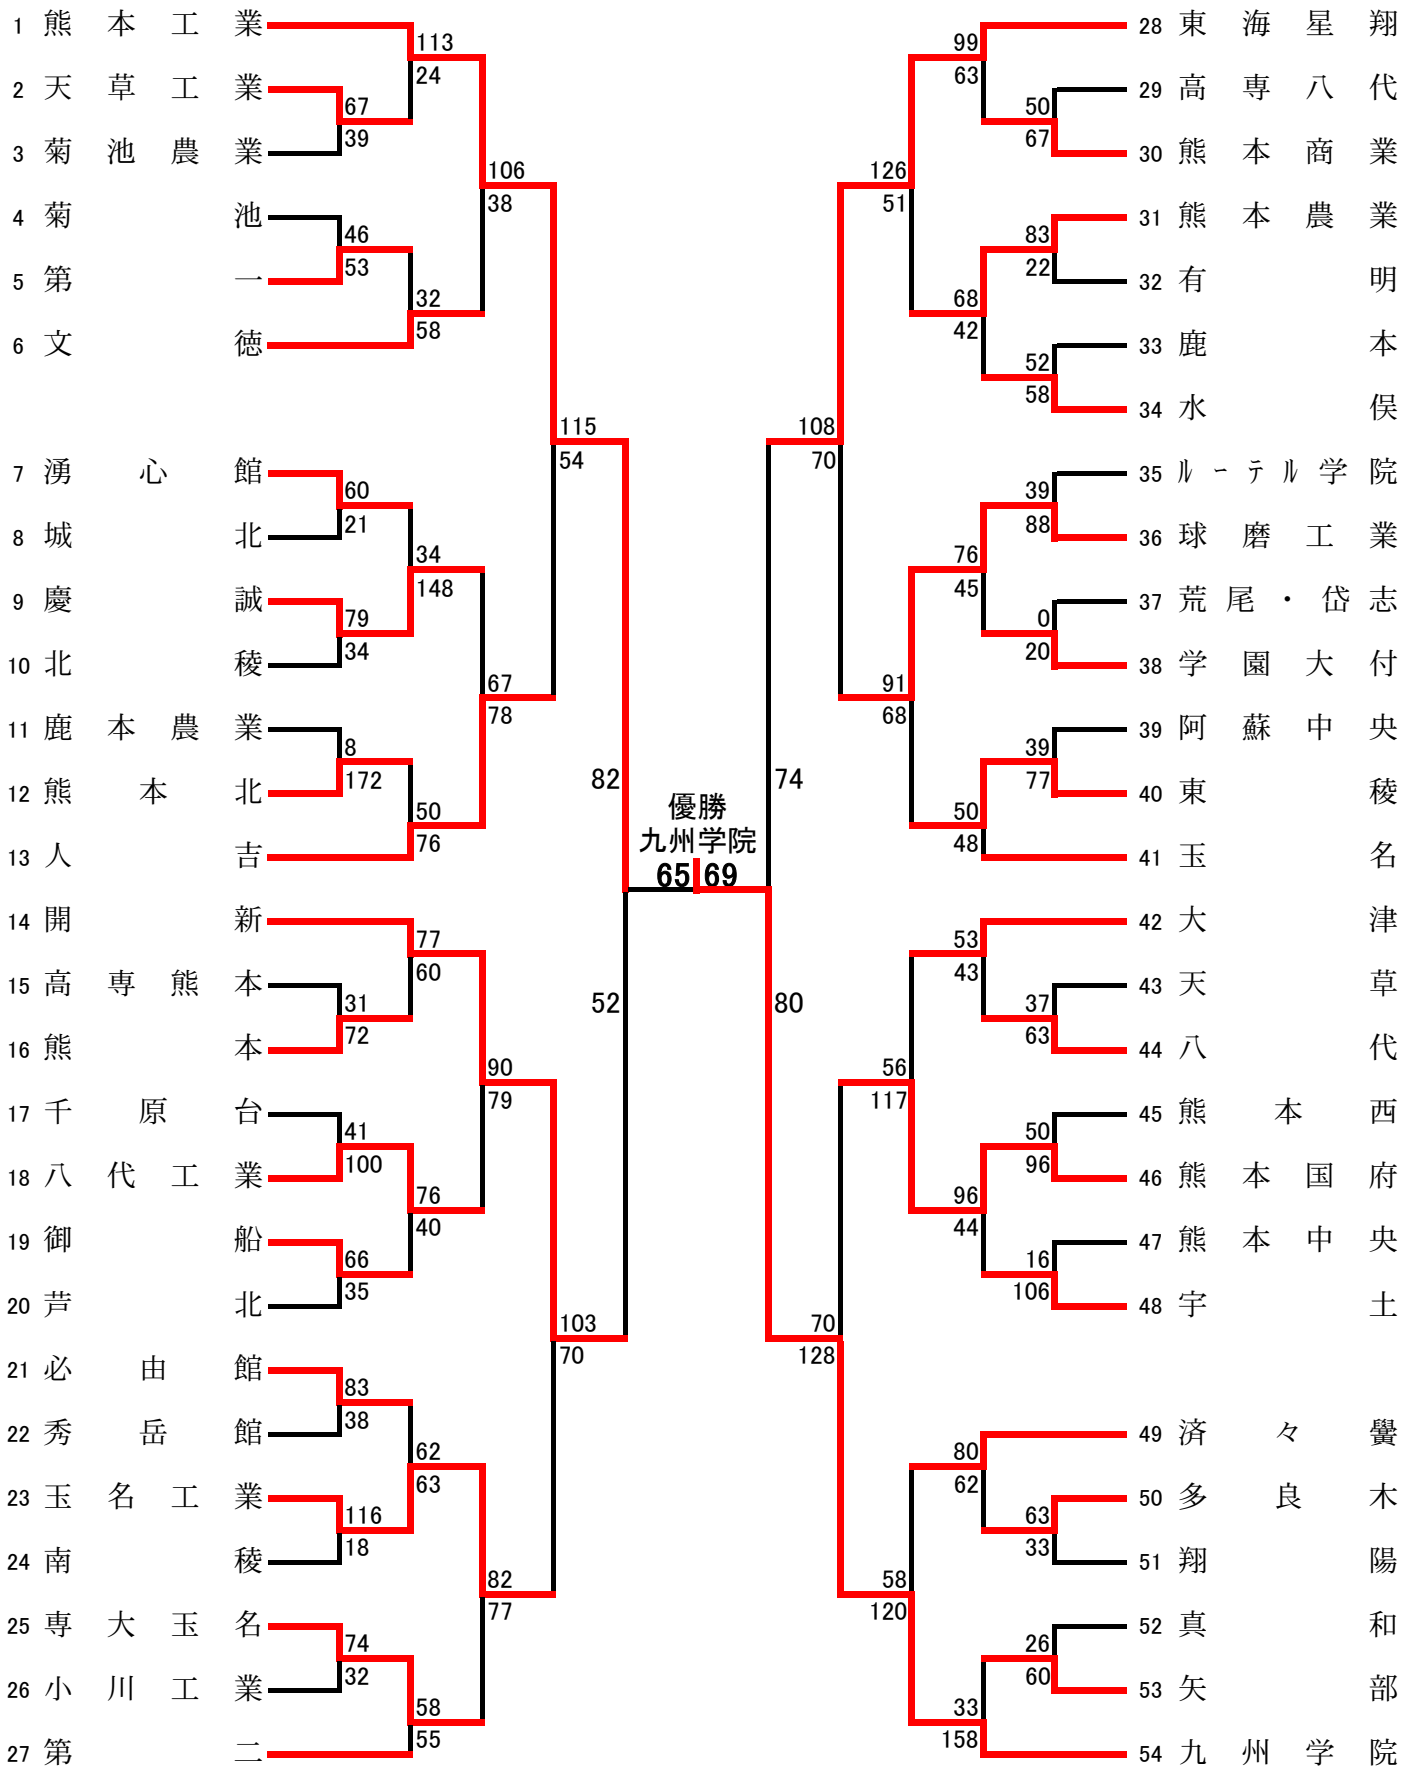 1 熊本工業
2 天草工業
3 菊池農業
4 菊池
5 第一
6 文徳
7 湧心館
8 城北
9 慶誠
10 北稜
11 鹿本農業
12 熊本北
13 人吉
14 開新
15 高専熊本
16 熊本
17 千原台
18 八代工業
19 御船
20 芦北
21 必由館
22 秀岳館
23 玉名工業
24 南稜
25 専大玉名
26 小川工業
27 第二
113
24
67
39
106
38
46
53
32
58
115
54
60
21
34
148
79
34
67
78
8
172
50
76
82
52
77
60
31
72
90
79
41
100
76
40
66
35
103
70
83
38
62
63
116
18
82
77
74
32
58
55
優勝
九州学院
65 69
74
80
99
63
50
67
126
51
83
22
68
42
52
58
108
70
39
88
76
45
0
20
91
68
39
77
50
48
53
43
37
63
56
117
50
96
96
44
16
106
70
128
80
62
63
33
58
120
26
60
33
158
28 東海星翔
29 高専八代
30 熊本商業
31 熊本農業
32 有明
33 鹿本
34 水俣
35 ﾙｰﾃﾙ学院
36 球磨工業
37 荒尾・岱志
38 学園大付
39 阿蘇中央
40 東稜
41 玉名
42 大津
43 天草
44 八代
45 熊本西
46 熊本国府
47 熊本中央
48 宇土
49 済々黌
50 多良木
51 翔陽
52 真和
53 矢部
54 九州学院